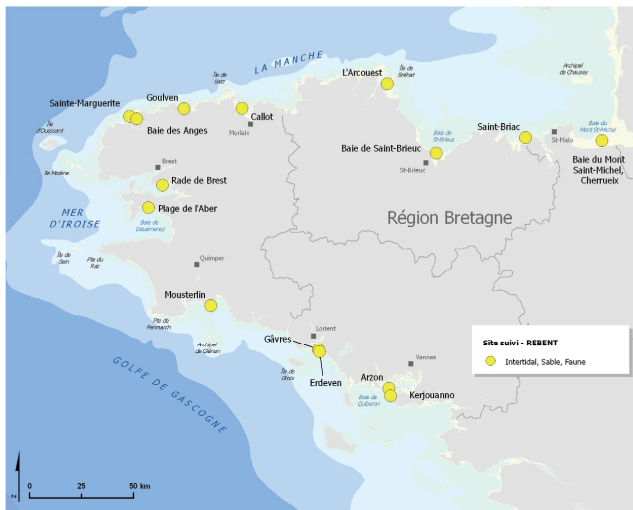 LA MANCHE
Île de
Batz
L'Arcouest
Île de
Bréhat
Archipel
de Chausey
Sainte-Marguerite
Goulven
Callot
Île
d'Ouessant
Baie des Anges
Morlaix
Baie de
St-Brieuc
Saint-Briac
St-Malo
Baie du
Mont St-Michel
Baie de Saint-Brieuc
St-Brieuc
Baie du Mont
Saint-Michel,
Cherrueix
Brest
Île Molène
Rade de Brest
Plage de l'Aber
MER
D'IROISE
Baie de
Douarnenez
Région Bretagne
Île de
Sein
Pte du
Raz
Quimper
Mousterlin
Pte de
Penmarch
Archipel
de Glénan
Lorient
Gâvres
Île de
Groix
Erdeven
Vannes
Arzon
Baie de
Quiberon
Kerjouanno
GOLFE DE GASCOGNE
Site suivi - REBENT
Intertidal, Sable, Faune
N
0 25 50 km